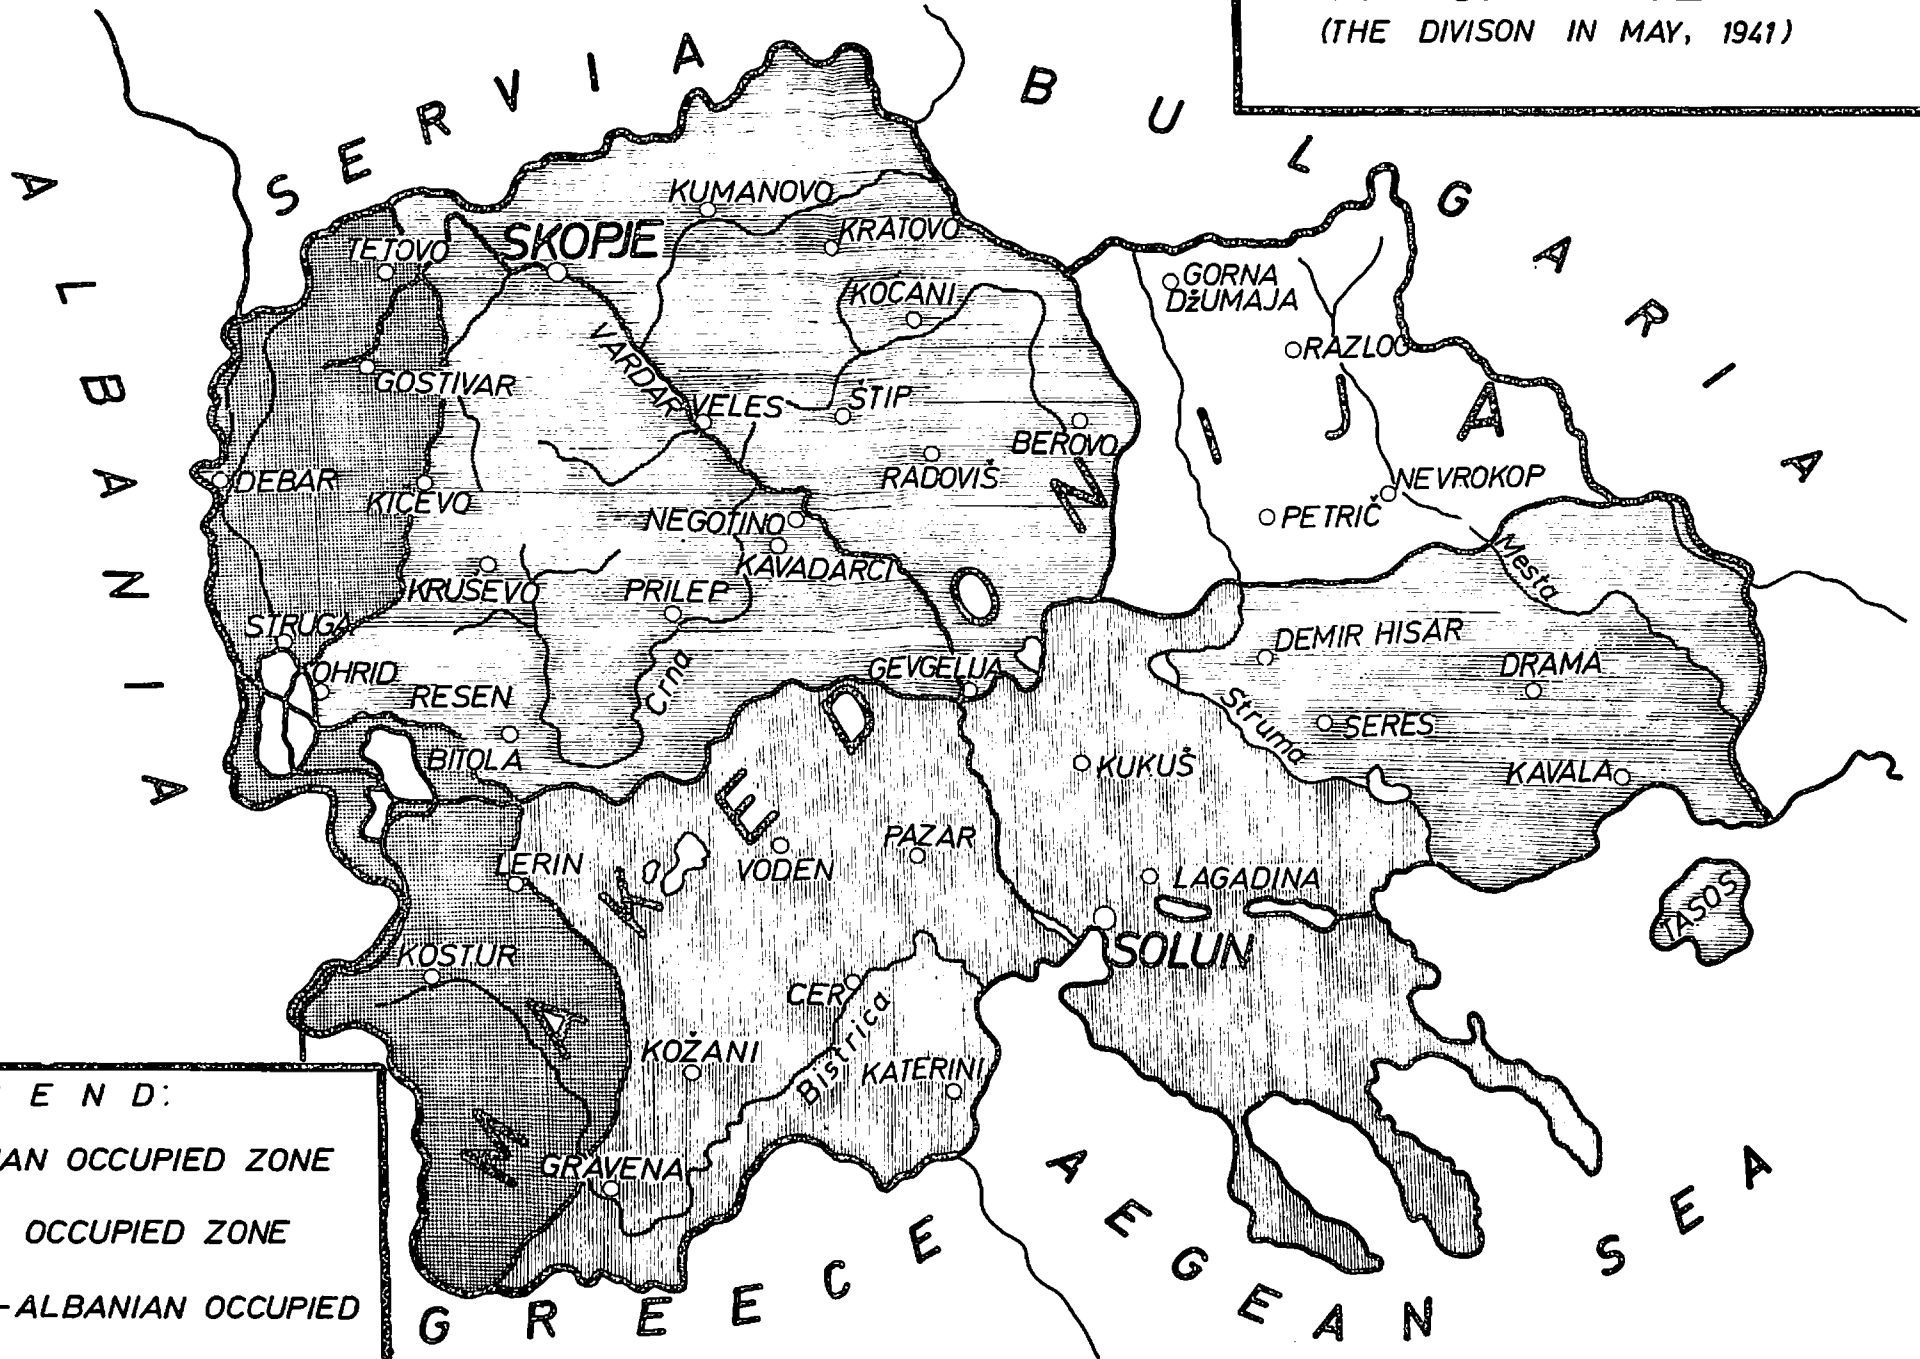 (THE DIVISON IN MAY, 1941)
SERVIA
BULGARIA
ALBANIA
GREECE
AEGEAN SEA
MAKEDONIJA
KUMANOVO
SKOPJE
TETOVO
KRATOVO
KOČANI
GORNA
DŽUMAJA
RAZLOG
VARDAR
GOSTIVAR
VELES
ŠTIP
BEROVO
RADOVIŠ
DEBAR
KIČEVO
NEVROKOP
PETRIČ
NEGOTINO
KAVADARCI
KRUŠEVO
PRILEP
Mesta
STRUGA
OHRID
RESEN
Crna
GEVGELIJA
DEMIR HISAR
DRAMA
Struma
SERES
BITOLA
KUKUŠ
KAVALA
LERIN
VODEN
PAZAR
LAGADINA
TASOS
KOSTUR
SOLUN
CER
Bistrica
KOŽANI
KATERINI
GRAVENA
E N D:
AN OCCUPIED ZONE
OCCUPIED ZONE
-ALBANIAN OCCUPIED